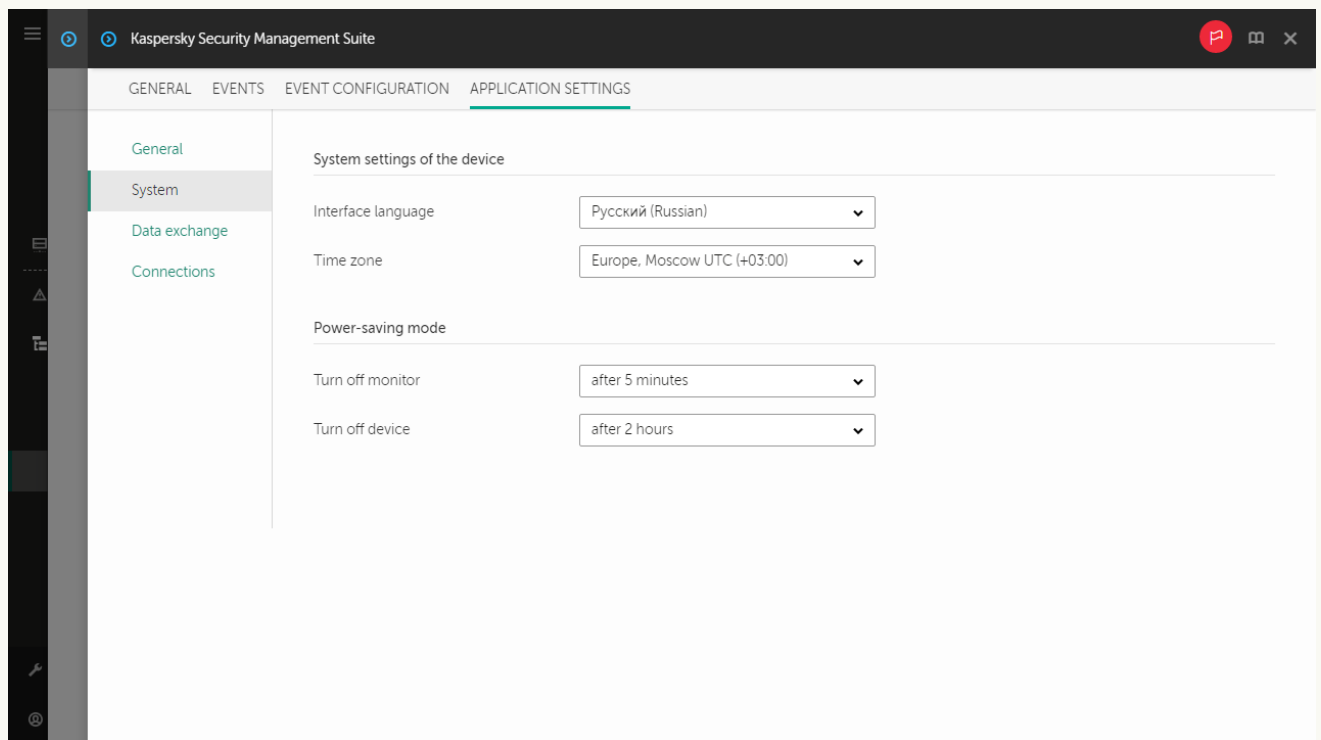 Kaspersky Security Management Suite
GENERAL EVENTS EVENT CONFIGURATION APPLICATION SETTINGS
General
System
Data exchange
Connections
System settings of the device
Interface language Русский (Russian)
Time zone Europe, Moscow UTC (+03:00)
Power-saving mode
Turn off monitor after 5 minutes
Turn off device after 2 hours